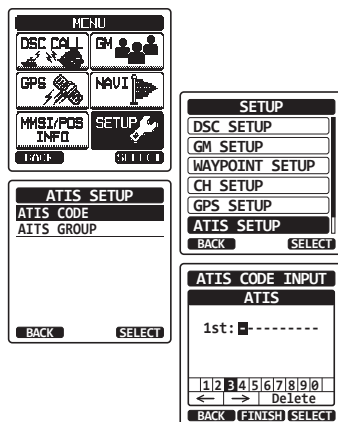 MENU
DSC CALL GM
GPS NAVI
MMSI/POS INFO SETUP
BACK SELECT
SETUP
DSC SETUP
GM SETUP
WAYPOINT SETUP
CH SETUP
GPS SETUP
ATIS SETUP
BACK SELECT
ATIS SETUP
ATIS CODE
AITS GROUP
BACK SELECT
ATIS CODE INPUT
ATIS
1st: ----------
1 2 3 4 5 6 7 8 9 0
← → Delete
BACK FINISH SELECT